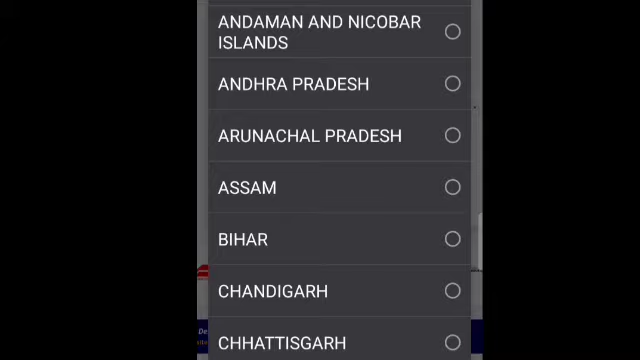 ANDAMAN AND NICOBAR
ISLANDS
ANDHRA PRADESH
ARUNACHAL PRADESH
ASSAM
BIHAR
CHANDIGARH
CHHATTISGARH